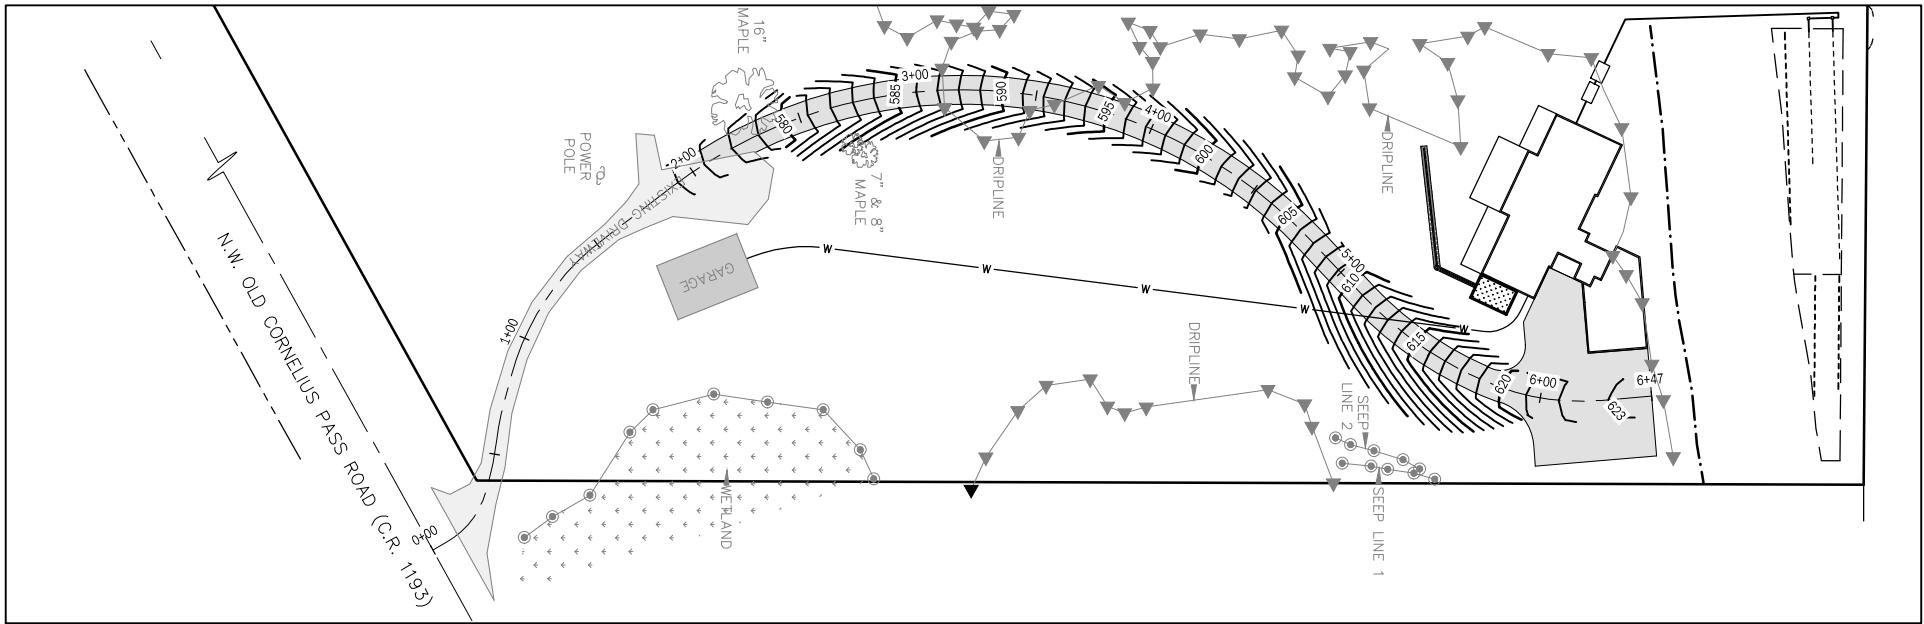 N.W. OLD CORNELIUS PASS ROAD (C.R. 1193)
0+00
1+00
EXISTING DRIVEWAY
POWER
POLE
GARAGE
2+00
16"
MAPLE
580
7" & 8"
MAPLE
3+00
585
590
DRIPLINE
595
4+00
600
605
5+00
610
615
620
6+00
623
6+47
DRIPLINE
DRIPLINE
W
W
W
W
W
WETLAND
SEEP
LINE 2
SEEP LINE 1